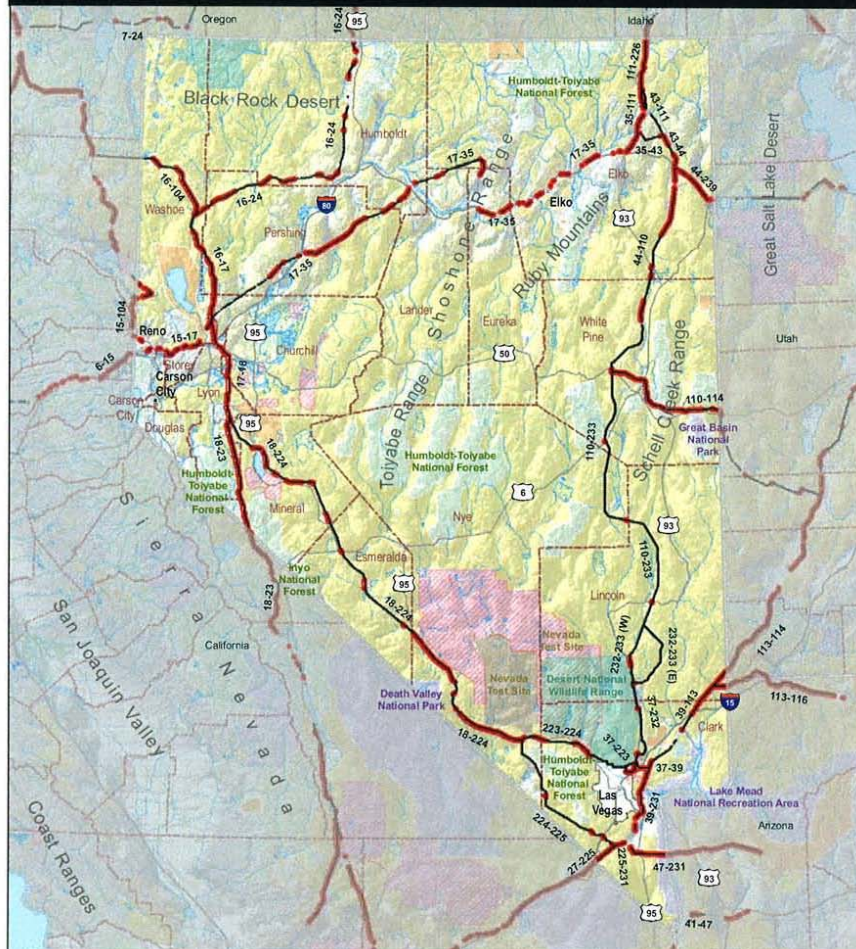 Oregon
95
16-24
Idaho
7-24
111-226
Humboldt-Toiyabe
National Forest
Black Rock Desert
43-111
35-111
16-24
Humboldt
17-35
17-35
43-44
35-43
44-239
16-104
Elko
16-24
80
Elko
Washoe
17-35
93
Great Salt Lake Desert
Pershing
Ruby Mountains
Shoshone Range
16-17
17-35
44-110
15-104
Lander
Eureka
White
Pine
Reno
95
15-17
Churchill
Utah
6-15
Storey
50
Carson
City
Lyon
17-18
Carson
City
Douglas
110-114
95
Great Basin
National
Park
Schell Creek Range
18-23
18-224
Toiyabe Range
Humboldt-Toiyabe
National Forest
110-233
Humboldt-
Toiyabe
National
Forest
Mineral
6
Nye
93
Sierra Nevada
Esmeralda
110-233
Inyo
National
Forest
95
18-23
Lincoln
18-224
San Joaquin Valley
California
Nevada
Test Site
232-233 (W)
232-233 (E)
113-114
Nevada
Test Site
Desert National
Wildlife Range
Death Valley
National Park
113-116
37-232
39-113
15
Clark
18-224
223-224
37-223
37-39
Humboldt-
Toiyabe
National
Forest
Las
Vegas
Lake Mead
National Recreation Area
39-231
Coast Ranges
224-225
Arizona
27-225
225-231
47-231
93
95
41-47